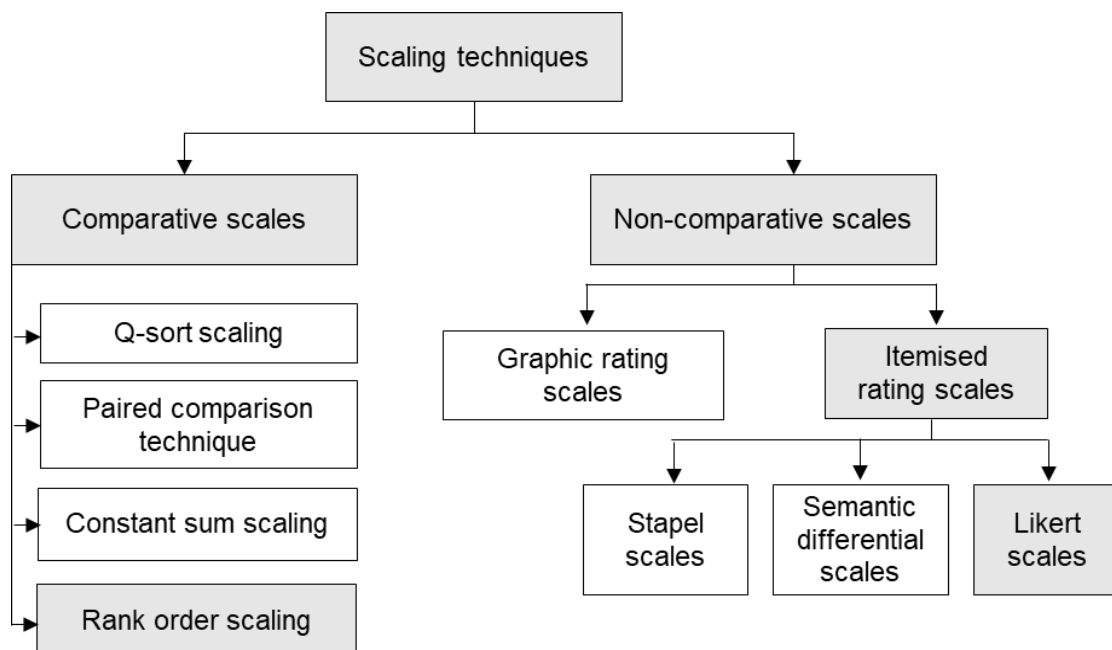 Scaling techniques
Comparative scales
Non-comparative scales
Q-sort scaling
Paired comparison
technique
Constant sum scaling
Rank order scaling
Graphic rating
scales
Itemised
rating scales
Stapel
scales
Semantic
differential
scales
Likert
scales